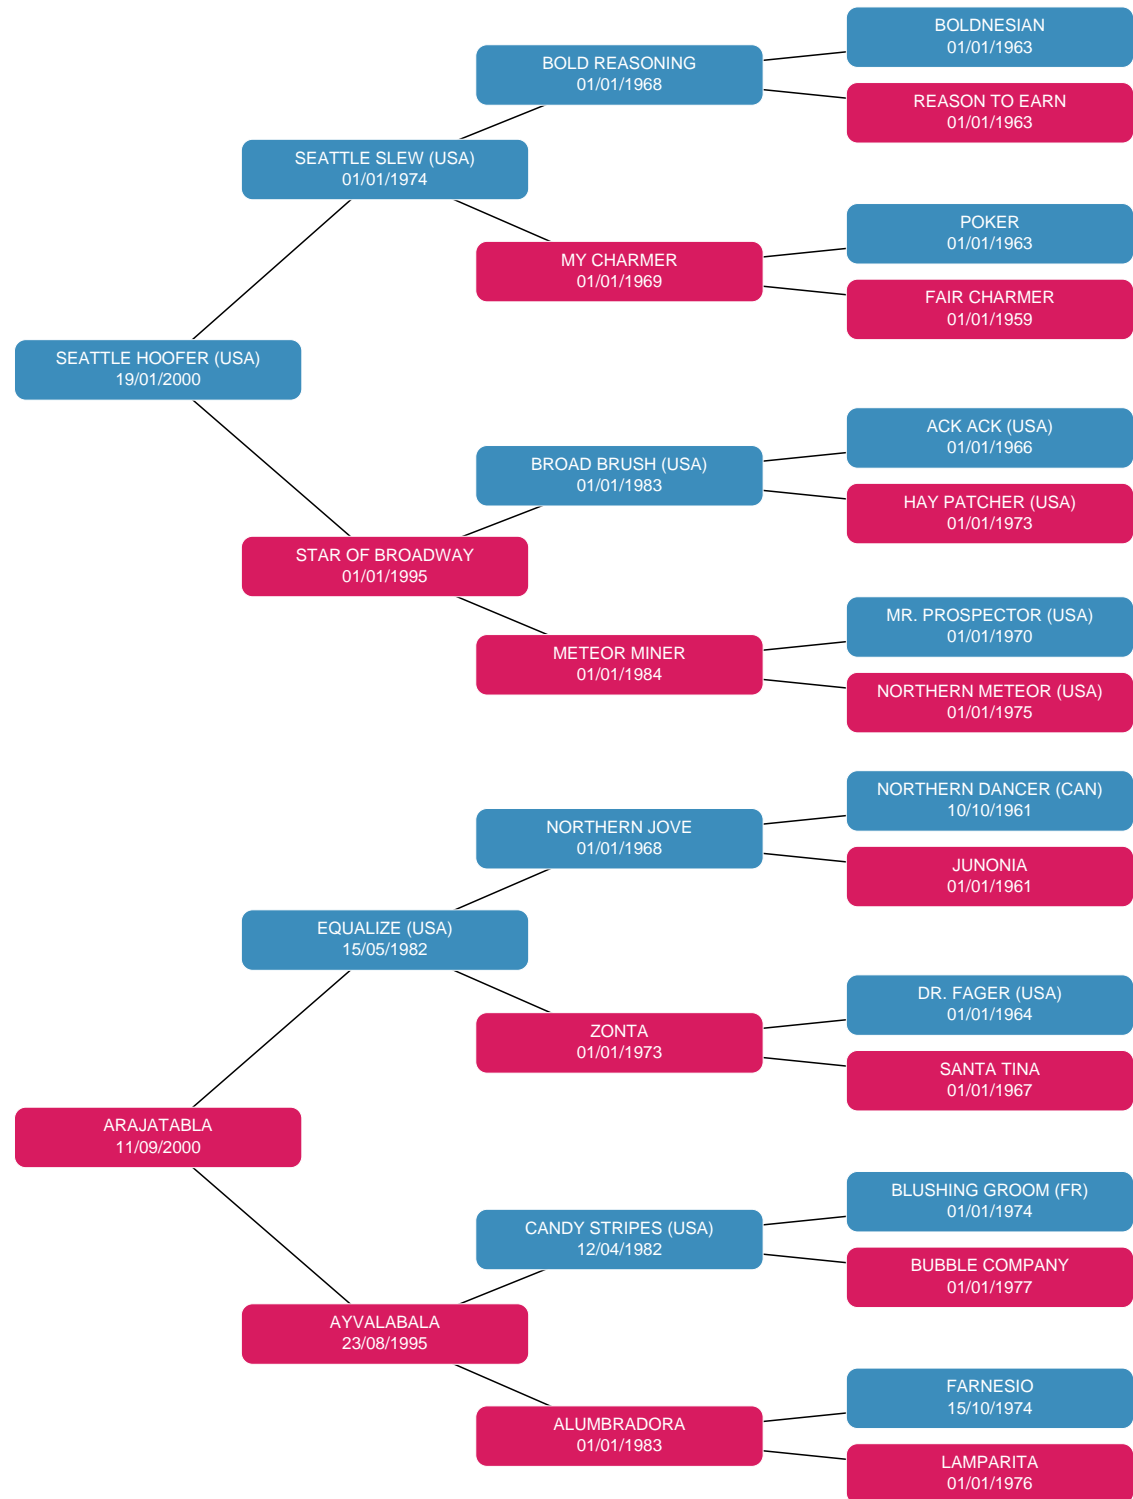 BOLDNESIAN
01/01/1963
BOLD REASONING
01/01/1968
REASON TO EARN
01/01/1963
SEATTLE SLEW (USA)
01/01/1974
POKER
01/01/1963
MY CHARMER
01/01/1969
FAIR CHARMER
01/01/1959
SEATTLE HOOFER (USA)
19/01/2000
ACK ACK (USA)
01/01/1966
BROAD BRUSH (USA)
01/01/1983
HAY PATCHER (USA)
01/01/1973
STAR OF BROADWAY
01/01/1995
MR. PROSPECTOR (USA)
01/01/1970
METEOR MINER
01/01/1984
NORTHERN METEOR (USA)
01/01/1975
NORTHERN DANCER (CAN)
10/10/1961
NORTHERN JOVE
01/01/1968
JUNONIA
01/01/1961
EQUALIZE (USA)
15/05/1982
DR. FAGER (USA)
01/01/1964
ZONTA
01/01/1973
SANTA TINA
01/01/1967
ARAJATABLA
11/09/2000
BLUSHING GROOM (FR)
01/01/1974
CANDY STRIPES (USA)
12/04/1982
BUBBLE COMPANY
01/01/1977
AYVALABALA
23/08/1995
FARNESIO
15/10/1974
ALUMBRADORA
01/01/1983
LAMPARITA
01/01/1976